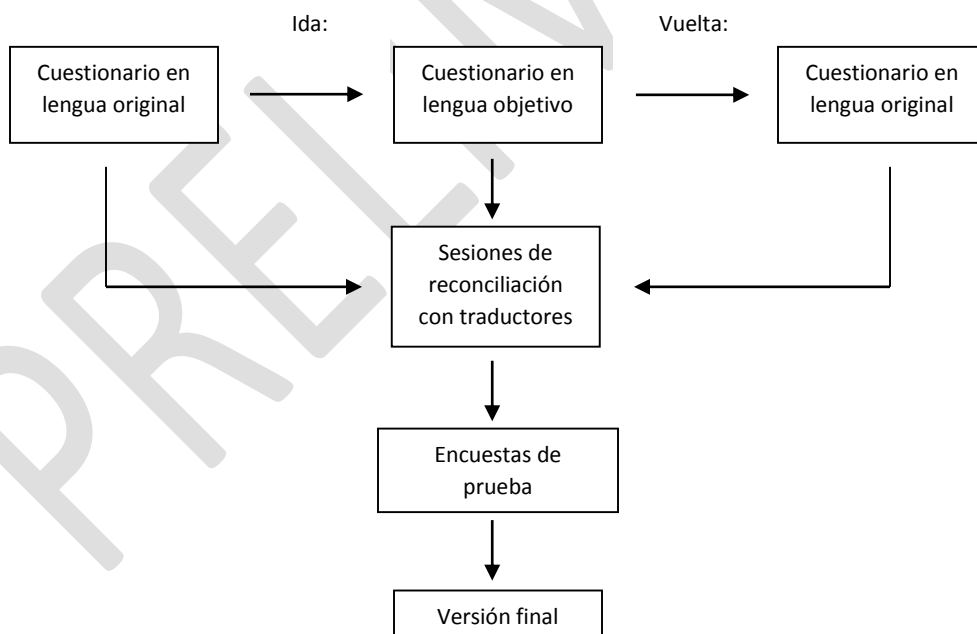 Ida:
Vuelta:
Cuestionario en
lengua original
Cuestionario en
lengua objetivo
Cuestionario en
lengua original
Sesiones de
reconciliación
con traductores
Encuestas de
prueba
Versión final
PRELIM